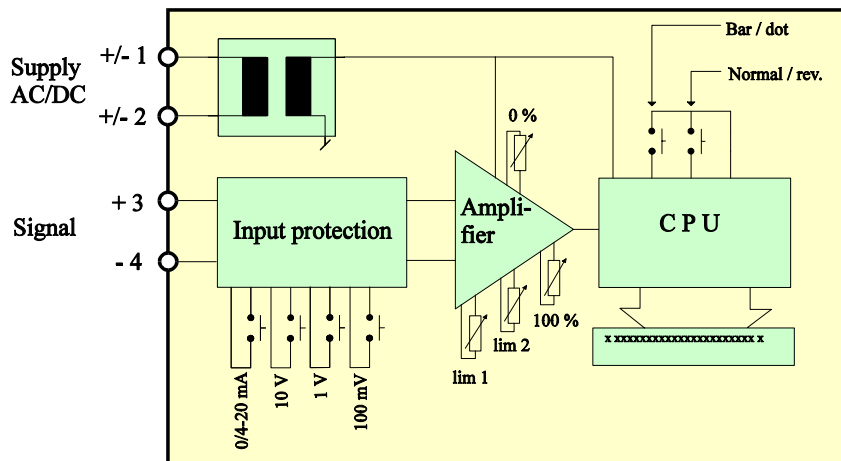 Supply
AC/DC
+/- 1
+/- 2
Bar / dot
Normal / rev.
0 %
+ 3
Signal
- 4
Input protection
Ampli-
fier
C P U
0/4-20 mA
10 V
1 V
100 mV
lim 1
lim 2
100 %
x xxxxxxxxxxxxxxxxxxxxxx x